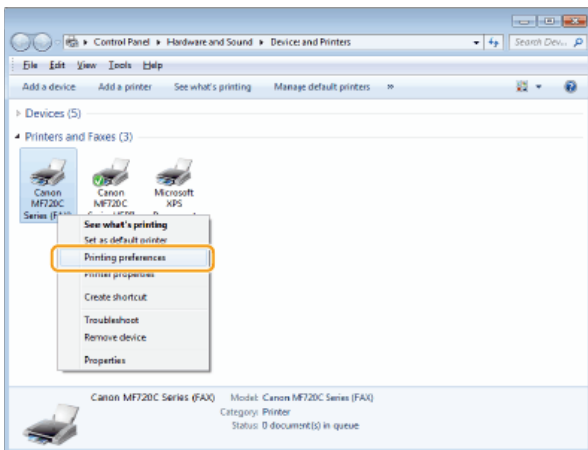 Control Panel ▸ Hardware and Sound ▸ Devices and Printers
Search Dev...
File Edit View Tools Help
Add a device Add a printer See what's printing Manage default printers »
Devices (5)
Printers and Faxes (3)
Canon MF720C Series (FAX)
Canon MF720C
Microsoft XPS
See what's printing
Set as default printer
Printing preferences
Printer properties
Create shortcut
Troubleshoot
Remove device
Properties
Canon MF720C Series (FAX) Model: Canon MF720C Series (FAX)
Category: Printer
Status: 0 document(s) in queue